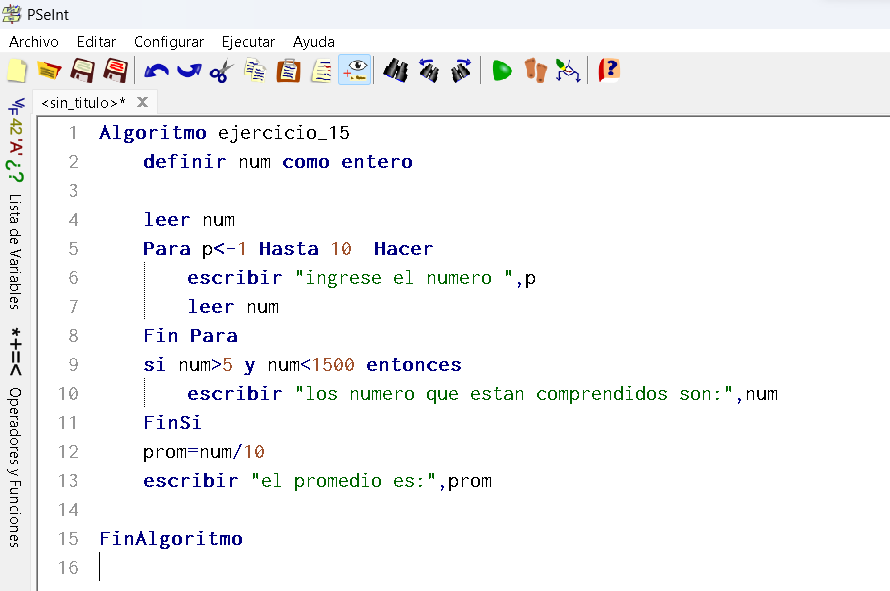 PSeInt
Archivo Editar Configurar Ejecutar Ayuda
<sin_titulo>* X
1 Algoritmo ejercicio_15
2 definir num como entero
3
4 leer num
5 Para p<-1 Hasta 10 Hacer
6 escribir "ingrese el numero ",p
7 leer num
8 Fin Para
9 si num>5 y num<1500 entonces
10 escribir "los numero que estan comprendidos son:",num
11 FinSi
12 prom=num/10
13 escribir "el promedio es:",prom
14
15 FinAlgoritmo
16
42 'A' ¿?
Lista de Variables
*+=<
Operadores y Funciones